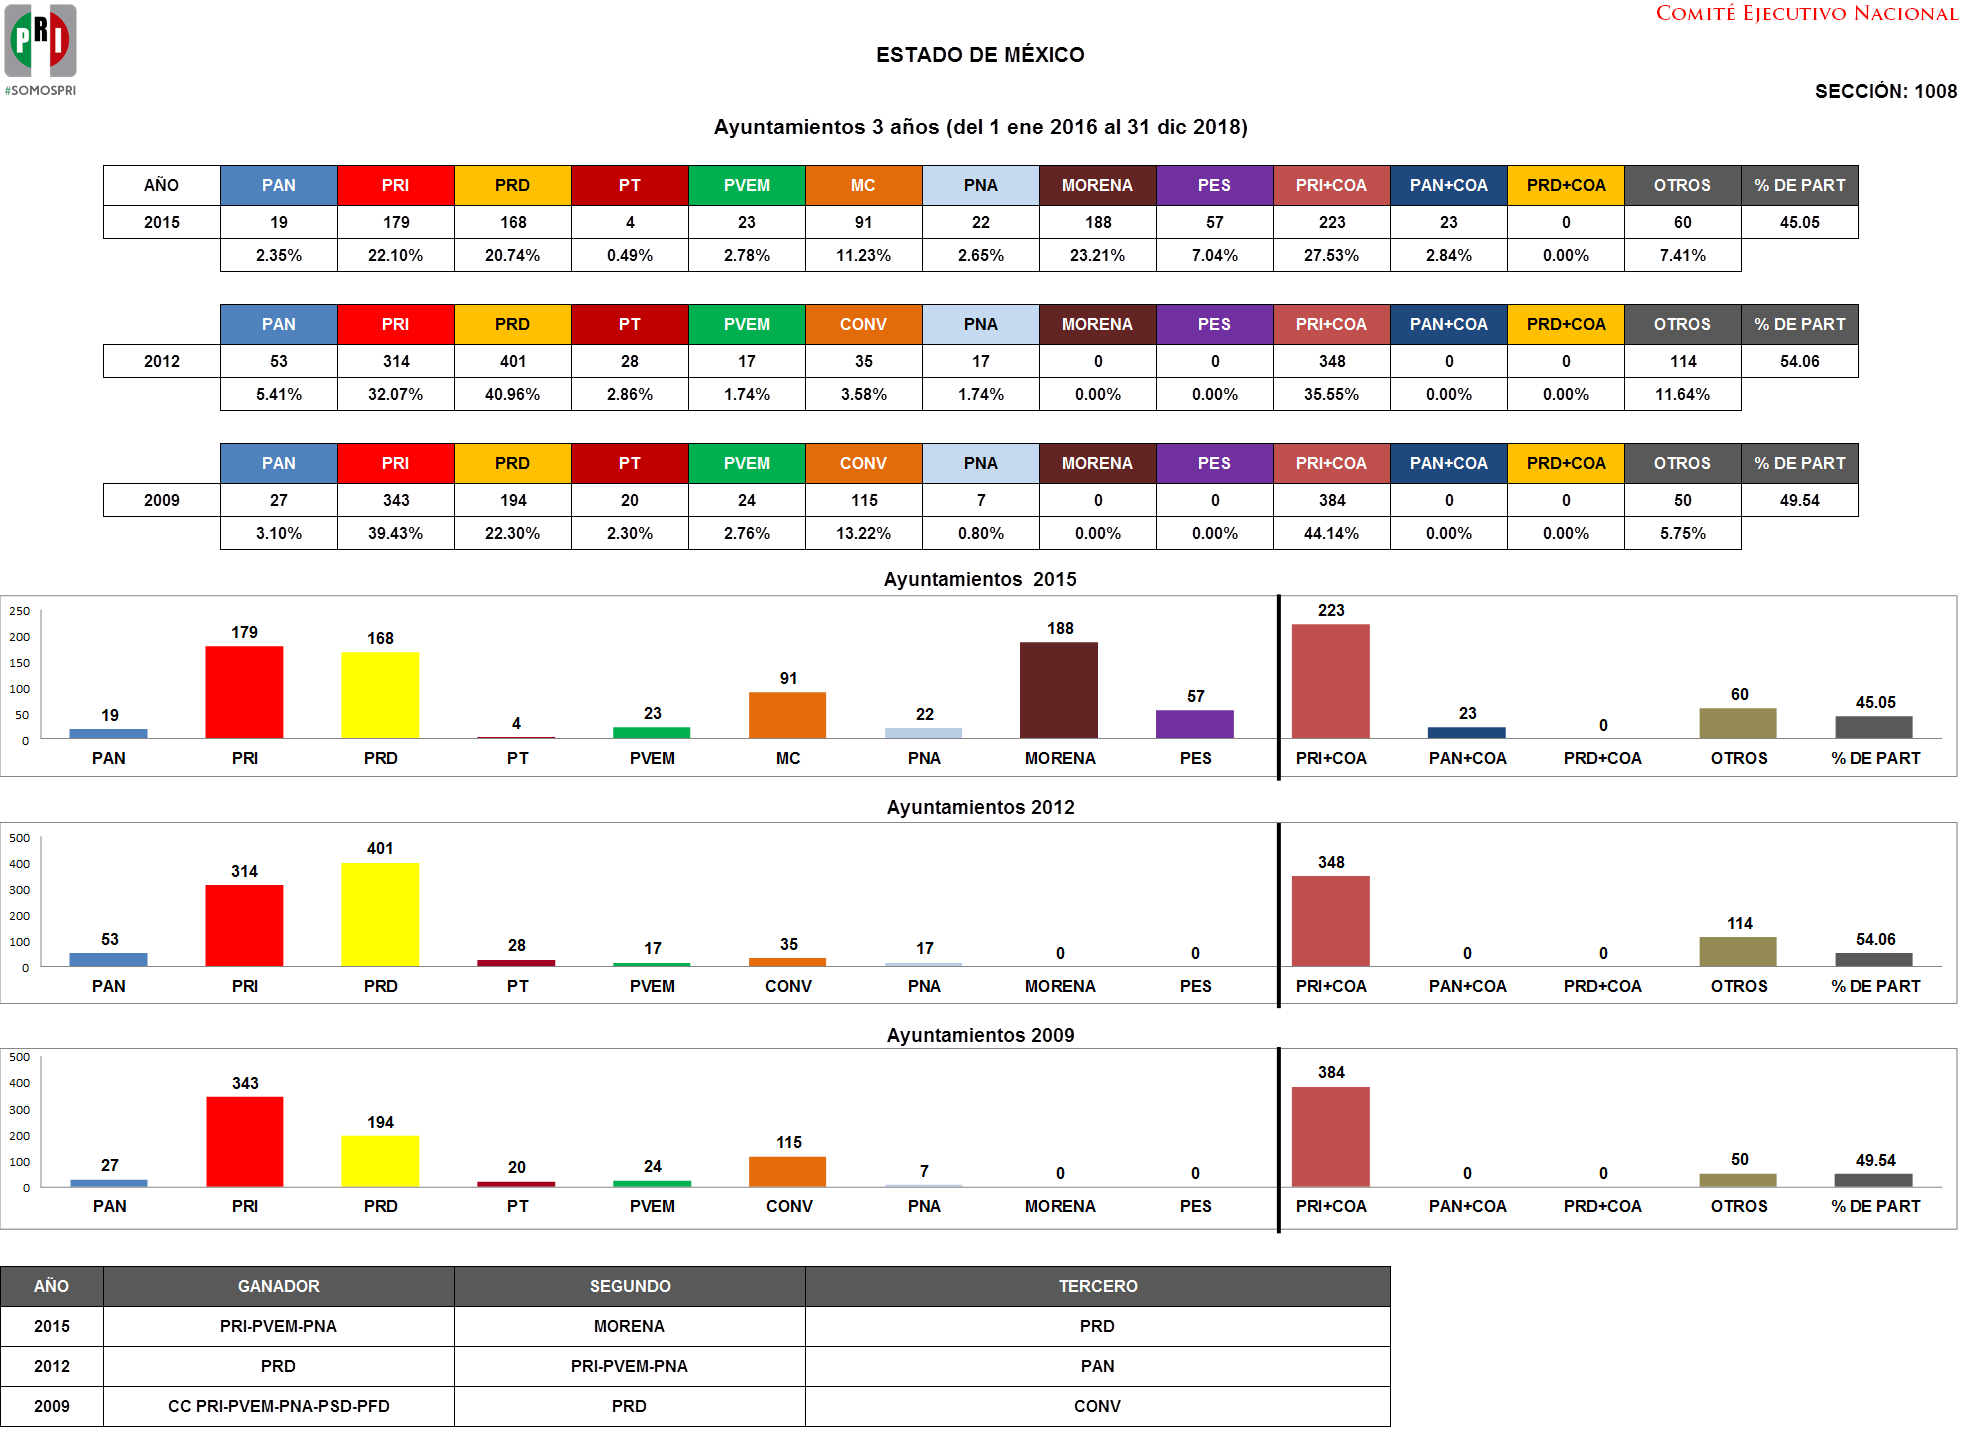 PRI
#SOMOSPRI
COMITÉ EJECUTIVO NACIONAL
ESTADO DE MÉXICO
SECCIÓN: 1008
Ayuntamientos 3 años (del 1 ene 2016 al 31 dic 2018)
AÑO PAN PRI PRD PT PVEM MC PNA MORENA PES PRI+COA PAN+COA PRD+COA OTROS % DE PART
2015 19 179 168 4 23 91 22 188 57 223 23 0 60 45.05
2.35% 22.10% 20.74% 0.49% 2.78% 11.23% 2.65% 23.21% 7.04% 27.53% 2.84% 0.00% 7.41%
PAN PRI PRD PT PVEM CONV PNA MORENA PES PRI+COA PAN+COA PRD+COA OTROS % DE PART
2012 53 314 401 28 17 35 17 0 0 348 0 0 114 54.06
5.41% 32.07% 40.96% 2.86% 1.74% 3.58% 1.74% 0.00% 0.00% 35.55% 0.00% 0.00% 11.64%
PAN PRI PRD PT PVEM CONV PNA MORENA PES PRI+COA PAN+COA PRD+COA OTROS % DE PART
2009 27 343 194 20 24 115 7 0 0 384 0 0 50 49.54
3.10% 39.43% 22.30% 2.30% 2.76% 13.22% 0.80% 0.00% 0.00% 44.14% 0.00% 0.00% 5.75%
Ayuntamientos 2015
250
200
150
100
50
0
19 179 168 4 23 91 22 188 57 223 23 0 60 45.05
PAN PRI PRD PT PVEM MC PNA MORENA PES PRI+COA PAN+COA PRD+COA OTROS % DE PART
Ayuntamientos 2012
500
400
300
200
100
0
53 314 401 28 17 35 17 0 0 348 0 0 114 54.06
PAN PRI PRD PT PVEM CONV PNA MORENA PES PRI+COA PAN+COA PRD+COA OTROS % DE PART
Ayuntamientos 2009
500
400
300
200
100
0
27 343 194 20 24 115 7 0 0 384 0 0 50 49.54
PAN PRI PRD PT PVEM CONV PNA MORENA PES PRI+COA PAN+COA PRD+COA OTROS % DE PART
AÑO GANADOR SEGUNDO TERCERO
2015 PRI-PVEM-PNA MORENA PRD
2012 PRD PRI-PVEM-PNA PAN
2009 CC PRI-PVEM-PNA-PSD-PFD PRD CONV